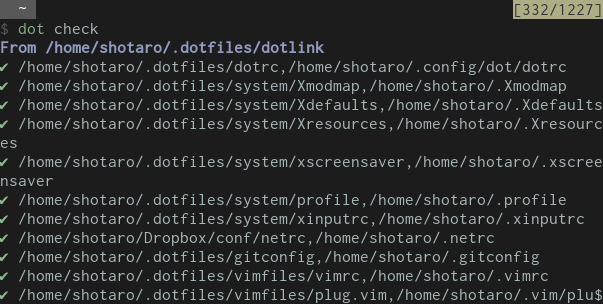 ~ [332/1227]
$ dot check
From /home/shotaro/.dotfiles/dotlink
✔ /home/shotaro/.dotfiles/dotrc,/home/shotaro/.config/dot/dotrc
✔ /home/shotaro/.dotfiles/system/Xmodmap,/home/shotaro/.Xmodmap
✔ /home/shotaro/.dotfiles/system/Xdefaults,/home/shotaro/.Xdefaults
✔ /home/shotaro/.dotfiles/system/Xresources,/home/shotaro/.Xresourc
es
✔ /home/shotaro/.dotfiles/system/xscreensaver,/home/shotaro/.xscree
nsaver
✔ /home/shotaro/.dotfiles/system/profile,/home/shotaro/.profile
✔ /home/shotaro/.dotfiles/system/xinputrc,/home/shotaro/.xinputrc
✔ /home/shotaro/Dropbox/conf/netrc,/home/shotaro/.netrc
✔ /home/shotaro/.dotfiles/gitconfig,/home/shotaro/.gitconfig
✔ /home/shotaro/.dotfiles/vimfiles/vimrc,/home/shotaro/.vimrc
✔ /home/shotaro/.dotfiles/vimfiles/plug.vim,/home/shotaro/.vim/plu$